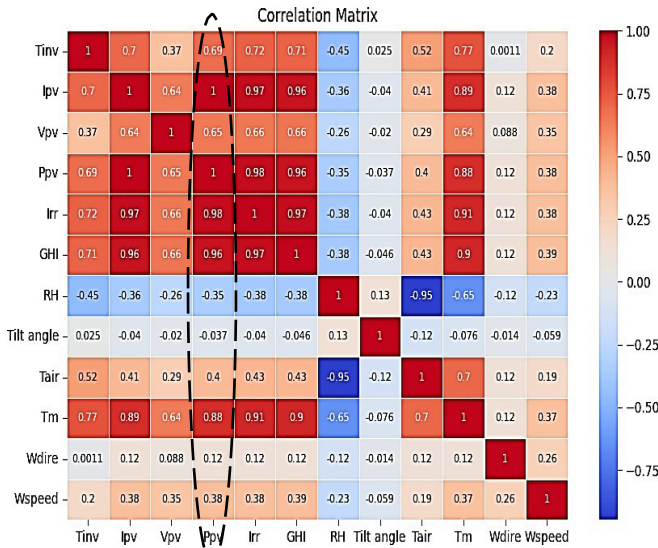 Correlation Matrix
Tinv 1 0.7 0.37 0.69 0.72 0.71 -0.45 0.025 0.52 0.77 0.0011 0.2
Ipv 0.7 1 0.64 1 0.97 0.96 -0.36 -0.04 0.41 0.89 0.12 0.38
Vpv 0.37 0.64 1 0.65 0.66 0.66 -0.26 -0.02 0.29 0.64 0.088 0.35
Ppv 0.69 1 0.65 1 0.98 0.96 -0.35 -0.037 0.4 0.88 0.12 0.38
Irr 0.72 0.97 0.66 0.98 1 0.97 -0.38 -0.04 0.43 0.91 0.12 0.38
GHI 0.71 0.96 0.66 0.96 0.97 1 -0.38 -0.046 0.43 0.9 0.12 0.39
RH -0.45 -0.36 -0.26 -0.35 -0.38 -0.38 1 0.13 -0.95 -0.65 -0.12 -0.23
Tilt angle 0.025 -0.04 -0.02 -0.037 -0.04 -0.046 0.13 1 -0.12 -0.076 -0.014 -0.059
Tair 0.52 0.41 0.29 0.4 0.43 0.43 -0.95 -0.12 1 0.7 0.12 0.19
Tm 0.77 0.89 0.64 0.88 0.91 0.9 -0.65 -0.076 0.7 1 0.12 0.37
Wdire 0.0011 0.12 0.088 0.12 0.12 0.12 -0.12 -0.014 0.12 0.12 1 0.26
Wspeed 0.2 0.38 0.35 0.38 0.38 0.39 -0.23 -0.059 0.19 0.37 0.26 1
Tinv Ipv Vpv Ppv Irr GHI RH Tilt angle Tair Tm Wdire Wspeed
1.00
0.75
0.50
0.25
0.00
-0.25
-0.50
-0.75